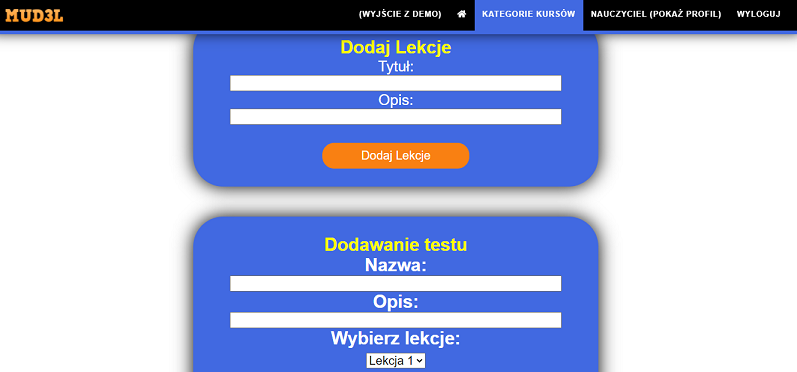 MUD3L
(WYJŚCIE Z DEMO) KATEGORIE KURSÓW NAUCZYCIEL (POKAŻ PROFIL) WYLOGUJ
Dodaj Lekcje
Tytuł:
Opis:
Dodaj Lekcje
Dodawanie testu
Nazwa:
Opis:
Wybierz lekcje:
Lekcja 1